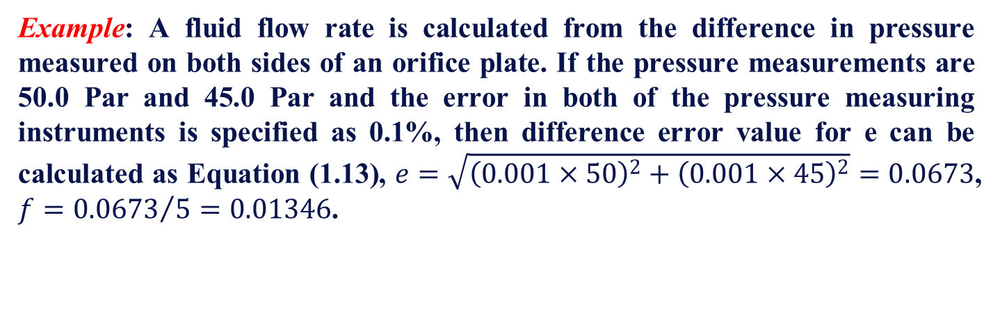 Example: A fluid flow rate is calculated from the difference in pressure
measured on both sides of an orifice plate. If the pressure measurements are
50.0 Par and 45.0 Par and the error in both of the pressure measuring
instruments is specified as 0.1%, then difference error value for e can be
calculated as Equation (1.13), e = √(0.001 × 50)² + (0.001 × 45)² = 0.0673,
f = 0.0673/5 = 0.01346.